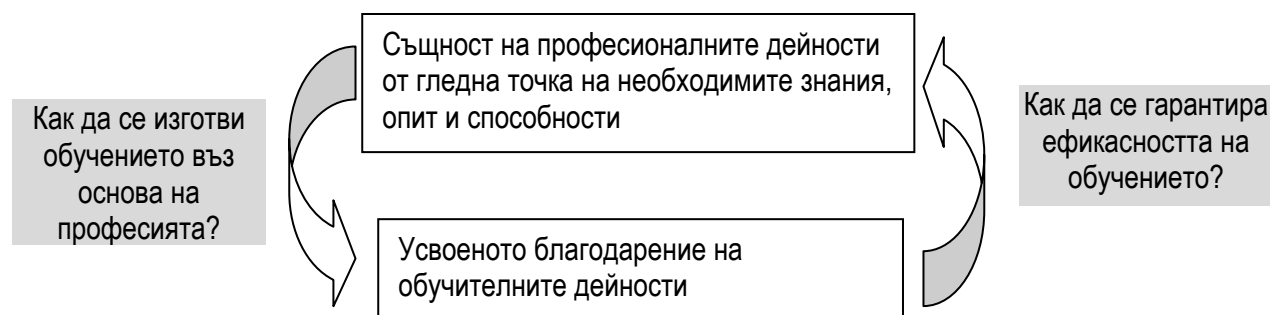 Същност на професионалните дейности
от гледна точка на необходимите знания,
опит и способности
Как да се изготви
обучението въз
основа на
професията?
Как да се гарантира
ефикасността на
обучението?
Усвоеното благодарение на
обучителните дейности